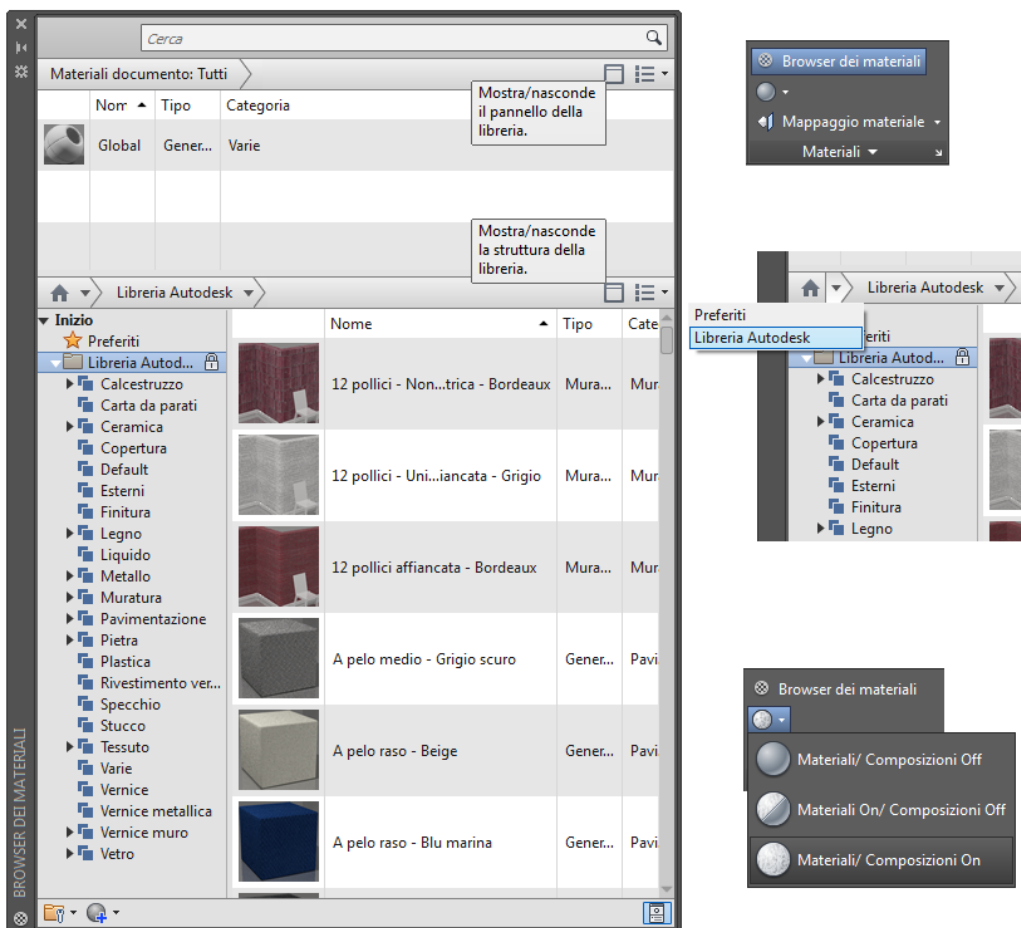 Cerca
Materiali documento: Tutti
Mostra/nasconde
il pannello della
libreria.
Nom Tipo Categoria
Global Gener... Varie
Mostra/nasconde
la struttura della
libreria.
Libreria Autodesk
Inizio
Preferiti
Libreria Autod...
Calcestruzzo
Carta da parati
Ceramica
Copertura
Default
Esterni
Finitura
Legno
Liquido
Metallo
Muratura
Pavimentazione
Pietra
Plastica
Rivestimento ver...
Specchio
Stucco
Tessuto
Varie
Vernice
Vernice metallica
Vernice muro
Vetro
Nome Tipo Cate
12 pollici - Non...trica - Bordeaux Mura... Mur
12 pollici - Uni...iancata - Grigio Mura... Mur
12 pollici affiancata - Bordeaux Mura... Mur
A pelo medio - Grigio scuro Gener... Pavi
A pelo raso - Beige Gener... Pavi
A pelo raso - Blu marina Gener... Pavi
BROWSER DEI MATERIALI
Browser dei materiali
Mappaggio materiale
Materiali
Libreria Autodesk
Preferiti
Libreria Autodesk
eriti
Libreria Autod...
Calcestruzzo
Carta da parati
Ceramica
Copertura
Default
Esterni
Finitura
Legno
Browser dei materiali
Materiali/ Composizioni Off
Materiali On/ Composizioni Off
Materiali/ Composizioni On